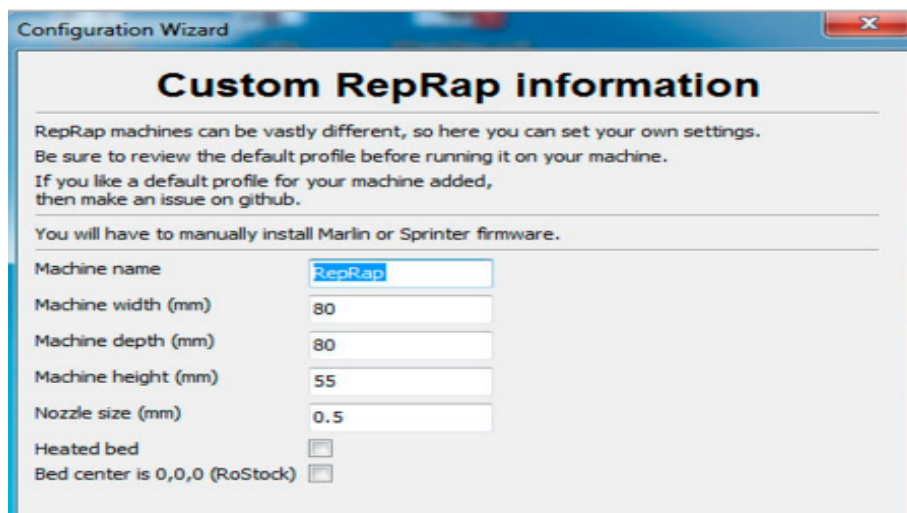 Configuration Wizard
Custom RepRap information
RepRap machines can be vastly different, so here you can set your own settings.
Be sure to review the default profile before running it on your machine.
If you like a default profile for your machine added,
then make an issue on github.
You will have to manually install Marlin or Sprinter firmware.
Machine name RepRap
Machine width (mm) 80
Machine depth (mm) 80
Machine height (mm) 55
Nozzle size (mm) 0.5
Heated bed
Bed center is 0,0,0 (RoStock)